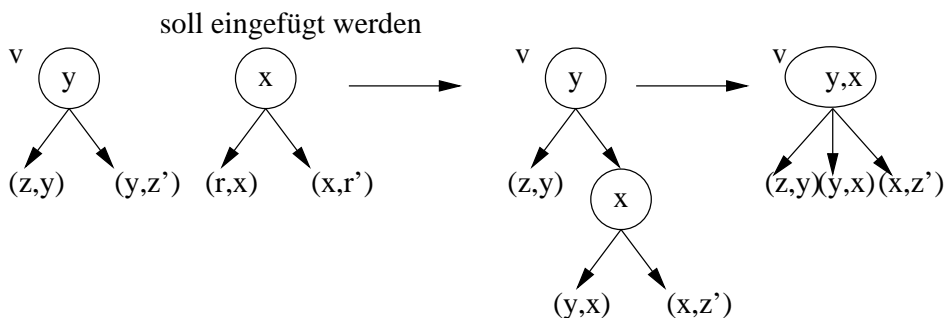 soll eingefügt werden
v v v
y x y y,x
(z,y) (y,z') (r,x) (x,r') (z,y) (z,y) (y,x) (x,z')
x
(y,x) (x,z')